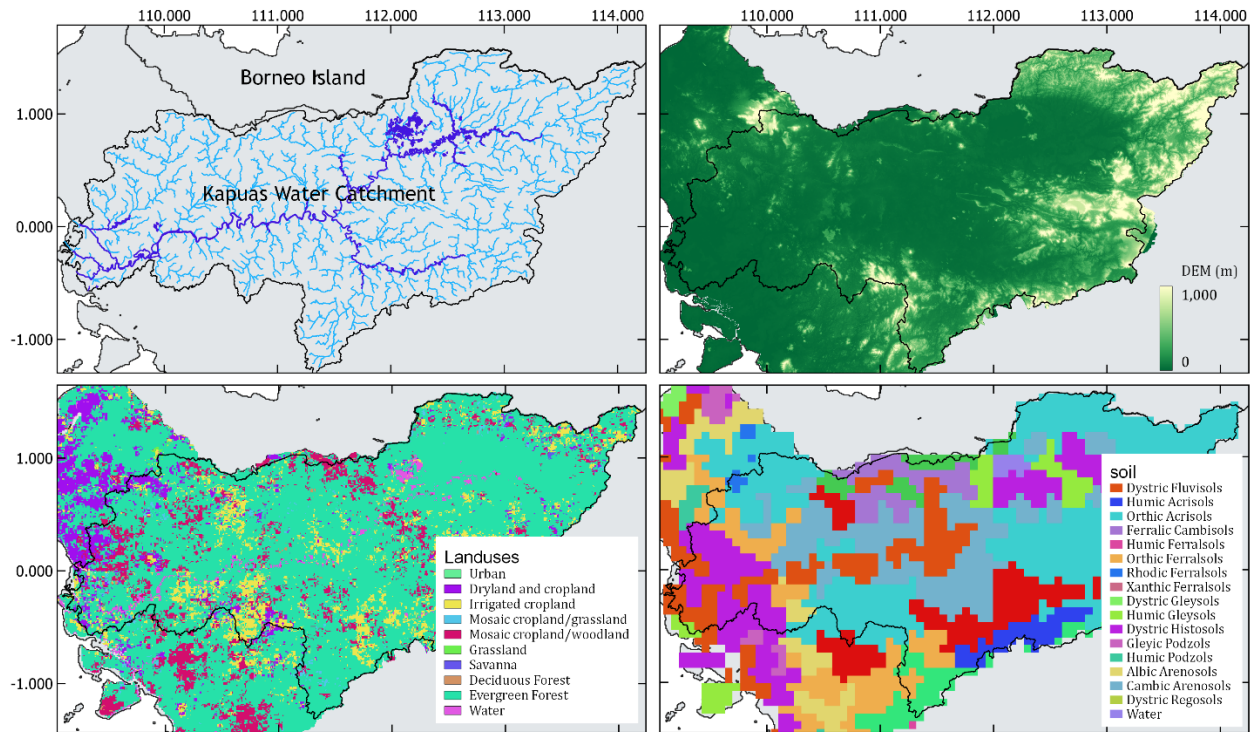 110.000 111.000 112.000 113.000 114.000
110.000 111.000 112.000 113.000 114.000
Borneo Island
1.000
Kapuas Water Catchment
0.000
-1.000
DEM (m)
1,000
0
1.000
0.000
-1.000
Landuses
Urban
Dryland and cropland
Irrigated cropland
Mosaic cropland/grassland
Mosaic cropland/woodland
Grassland
Savanna
Deciduous Forest
Evergreen Forest
Water
soil
Dystric Fluvisols
Humic Acrisols
Orthic Acrisols
Ferralic Cambisols
Humic Ferralsols
Orthic Ferralsols
Rhodic Ferralsols
Xanthic Ferralsols
Dystric Gleysols
Humic Gleysols
Dystric Histosols
Gleyic Podzols
Humic Podzols
Albic Arenosols
Cambic Arenosols
Dystric Regosols
Water